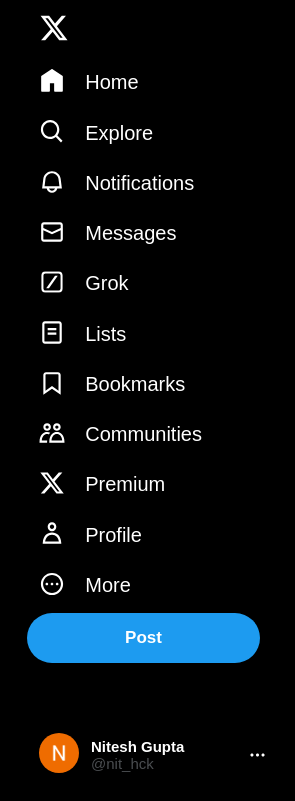 Home
Explore
Notifications
Messages
Grok
Lists
Bookmarks
Communities
Premium
Profile
More
Post
N
Nitesh Gupta
@nit_hck